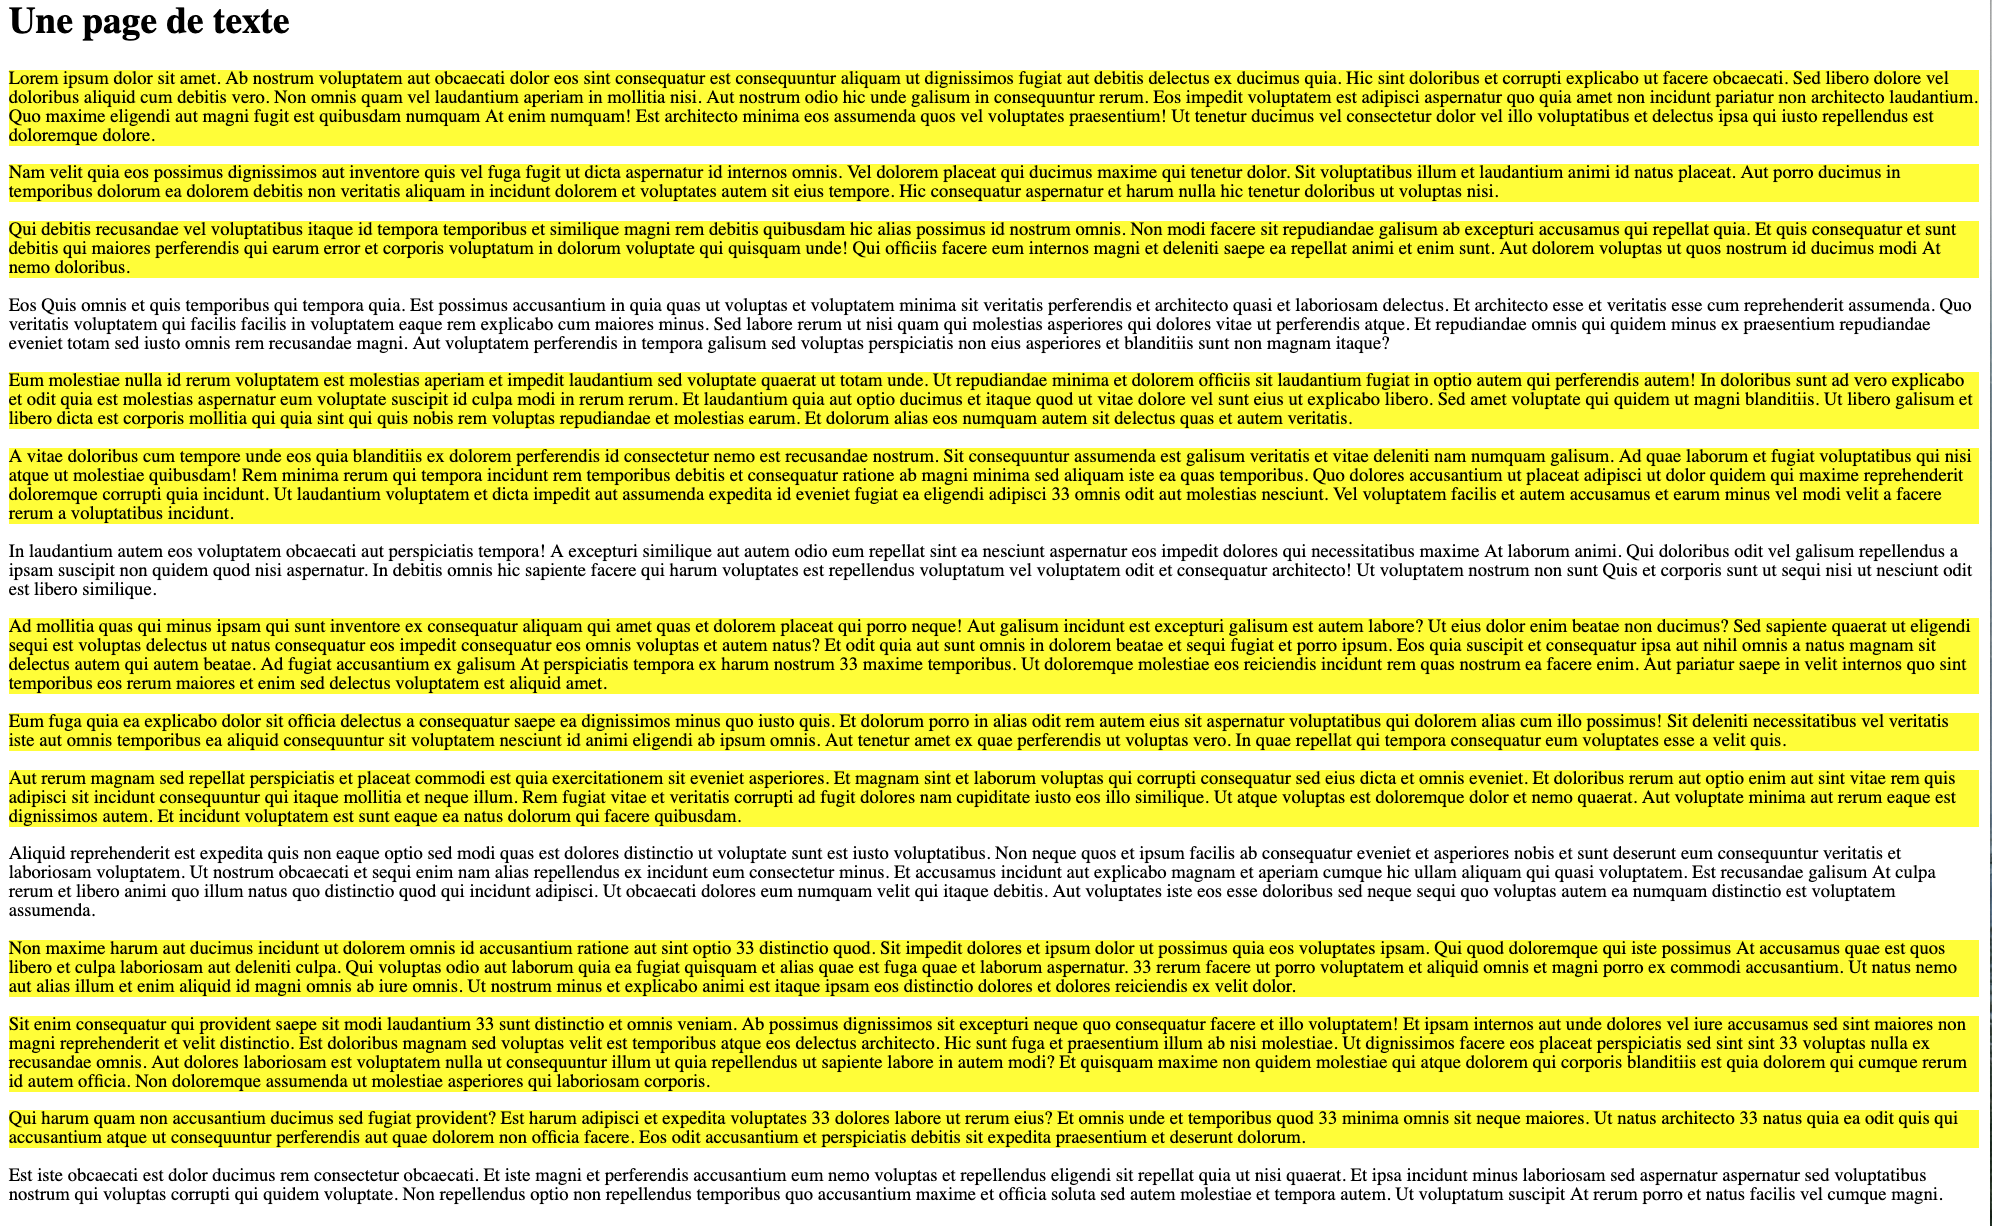 Une page de texte
Lorem ipsum dolor sit amet. Ab nostrum voluptatem aut obcaecati dolor eos sint consequatur est consequuntur aliquam ut dignissimos fugiat aut debitis delectus ex ducimus quia. Hic sint doloribus et corrupti explicabo ut facere obcaecati. Sed libero dolore vel
doloribus aliquid cum debitis vero. Non omnis quam vel laudantium aperiam in mollitia nisi. Aut nostrum odio hic unde galisum in consequuntur rerum. Eos impedit voluptatem est adipisci aspernatur quo quia amet non incidunt pariatur non architecto laudantium.
Quo maxime eligendi aut magni fugit est quibusdam numquam At enim numquam! Est architecto minima eos assumenda quos vel voluptates praesentium! Ut tenetur ducimus vel consectetur dolor vel illo voluptatibus et delectus ipsa qui iusto repellendus est
doloremque dolore.
Nam velit quia eos possimus dignissimos aut inventore quis vel fuga fugit ut dicta aspernatur id internos omnis. Vel dolorem placeat qui ducimus maxime qui tenetur dolor. Sit voluptatibus illum et laudantium animi id natus placeat. Aut porro ducimus in
temporibus dolorum ea dolorem debitis non veritatis aliquam in incidunt dolorem et voluptates autem sit eius tempore. Hic consequatur aspernatur et harum nulla hic tenetur doloribus ut voluptas nisi.
Qui debitis recusandae vel voluptatibus itaque id tempora temporibus et similique magni rem debitis quibusdam hic alias possimus id nostrum omnis. Non modi facere sit repudiandae galisum ab excepturi accusamus qui repellat quia. Et quis consequatur et sunt
debitis qui maiores perferendis qui earum error et corporis voluptatum in dolorum voluptate qui quisquam unde! Qui officiis facere eum internos magni et deleniti saepe ea repellat animi et enim sunt. Aut dolorem voluptas ut quos nostrum id ducimus modi At
nemo doloribus.
Eos Quis omnis et quis temporibus qui tempora quia. Est possimus accusantium in quia quas ut voluptas et voluptatem minima sit veritatis perferendis et architecto quasi et laboriosam delectus. Et architecto esse et veritatis esse cum reprehenderit assumenda. Quo
veritatis voluptatem qui facilis facilis in voluptatem eaque rem explicabo cum maiores minus. Sed labore rerum ut nisi quam qui molestias asperiores qui dolores vitae ut perferendis atque. Et repudiandae omnis qui quidem minus ex praesentium repudiandae
eveniet totam sed iusto omnis rem recusandae magni. Aut voluptatem perferendis in tempora galisum sed voluptas perspiciatis non eius asperiores et blanditiis sunt non magnam itaque?
Eum molestiae nulla id rerum voluptatem est molestias aperiam et impedit laudantium sed voluptate quaerat ut totam unde. Ut repudiandae minima et dolorem officiis sit laudantium fugiat in optio autem qui perferendis autem! In doloribus sunt ad vero explicabo
et odit quia est molestias aspernatur eum voluptate suscipit id culpa modi in rerum rerum. Et laudantium quia aut optio ducimus et itaque quod ut vitae dolore vel sunt eius ut explicabo libero. Sed amet voluptate qui quidem ut magni blanditiis. Ut libero galisum et
libero dicta est corporis mollitia qui quia sint qui quis nobis rem voluptas repudiandae et molestias earum. Et dolorum alias eos numquam autem sit delectus quas et autem veritatis.
A vitae doloribus cum tempore unde eos quia blanditiis ex dolorem perferendis id consectetur nemo est recusandae nostrum. Sit consequuntur assumenda est galisum veritatis et vitae deleniti nam numquam galisum. Ad quae laborum et fugiat voluptatibus qui nisi
atque ut molestiae quibusdam! Rem minima rerum qui tempora incidunt rem temporibus debitis et consequatur ratione ab magni minima sed aliquam iste ea quas temporibus. Quo dolores accusantium ut placeat adipisci ut dolor quidem qui maxime reprehenderit
doloremque corrupti quia incidunt. Ut laudantium voluptatem et dicta impedit aut assumenda expedita id eveniet fugiat ea eligendi adipisci 33 omnis odit aut molestias nesciunt. Vel voluptatem facilis et autem accusamus et earum minus vel modi velit a facere
rerum a voluptatibus incidunt.
In laudantium autem eos voluptatem obcaecati aut perspiciatis tempora! A excepturi similique aut autem odio eum repellat sint ea nesciunt aspernatur eos impedit dolores qui necessitatibus maxime At laborum animi. Qui doloribus odit vel galisum repellendus a
ipsam suscipit non quidem quod nisi aspernatur. In debitis omnis hic sapiente facere qui harum voluptates est repellendus voluptatum vel voluptatem odit et consequatur architecto! Ut voluptatem nostrum non sunt Quis et corporis sunt ut sequi nisi ut nesciunt odit
est libero similique.
Ad mollitia quas qui minus ipsam qui sunt inventore ex consequatur aliquam qui amet quas et dolorem placeat qui porro neque! Aut galisum incidunt est excepturi galisum est autem labore? Ut eius dolor enim beatae non ducimus? Sed sapiente quaerat ut eligendi
sequi est voluptas delectus ut natus consequatur eos impedit consequatur eos omnis voluptas et autem natus? Et odit quia aut sunt omnis in dolorem beatae et sequi fugiat et porro ipsum. Eos quia suscipit et consequatur ipsa aut nihil omnis a natus magnam sit
delectus autem qui autem beatae. Ad fugiat accusantium ex galisum At perspiciatis tempora ex harum nostrum 33 maxime temporibus. Ut doloremque molestiae eos reiciendis incidunt rem quas nostrum ea facere enim. Aut pariatur saepe in velit internos quo sint
temporibus eos rerum maiores et enim sed delectus voluptatem est aliquid amet.
Eum fuga quia ea explicabo dolor sit officia delectus a consequatur saepe ea dignissimos minus quo iusto quis. Et dolorum porro in alias odit rem autem eius sit aspernatur voluptatibus qui dolorem alias cum illo possimus! Sit deleniti necessitatibus vel veritatis
iste aut omnis temporibus ea aliquid consequuntur sit voluptatem nesciunt id animi eligendi ab ipsum omnis. Aut tenetur amet ex quae perferendis ut voluptas vero. In quae repellat qui tempora consequatur eum voluptates esse a velit quis.
Aut rerum magnam sed repellat perspiciatis et placeat commodi est quia exercitationem sit eveniet asperiores. Et magnam sint et laborum voluptas qui corrupti consequatur sed eius dicta et omnis eveniet. Et doloribus rerum aut optio enim aut sint vitae rem quis
adipisci sit incidunt consequuntur qui itaque mollitia et neque illum. Rem fugiat vitae et veritatis corrupti ad fugit dolores nam cupiditate iusto eos illo similique. Ut atque voluptas est doloremque dolor et nemo quaerat. Aut voluptate minima aut rerum eaque est
dignissimos autem. Et incidunt voluptatem est sunt eaque ea natus dolorum qui facere quibusdam.
Aliquid reprehenderit est expedita quis non eaque optio sed modi quas est dolores distinctio ut voluptate sunt est iusto voluptatibus. Non neque quos et ipsum facilis ab consequatur eveniet et asperiores nobis et sunt deserunt eum consequuntur veritatis et
laboriosam voluptatem. Ut nostrum obcaecati et sequi enim nam alias repellendus ex incidunt eum consectetur minus. Et accusamus incidunt aut explicabo magnam et aperiam cumque hic ullam aliquam qui quasi voluptatem. Est recusandae galisum At culpa
rerum et libero animi quo illum natus quo distinctio quod qui incidunt adipisci. Ut obcaecati dolores eum numquam velit qui itaque debitis. Aut voluptates iste eos esse doloribus sed neque sequi quo voluptas autem ea numquam distinctio est voluptatem
assumenda.
Non maxime harum aut ducimus incidunt ut dolorem omnis id accusantium ratione aut sint optio 33 distinctio quod. Sit impedit dolores et ipsum dolor ut possimus quia eos voluptates ipsam. Qui quod doloremque qui iste possimus At accusamus quae est quos
libero et culpa laboriosam aut deleniti culpa. Qui voluptas odio aut laborum quia ea fugiat quisquam et alias quae est fuga quae et laborum aspernatur. 33 rerum facere ut porro voluptatem et aliquid omnis et magni porro ex commodi accusantium. Ut natus nemo
aut alias illum et enim aliquid id magni omnis ab iure omnis. Ut nostrum minus et explicabo animi est itaque ipsam eos distinctio dolores et dolores reiciendis ex velit dolor.
Sit enim consequatur qui provident saepe sit modi laudantium 33 sunt distinctio et omnis veniam. Ab possimus dignissimos sit excepturi neque quo consequatur facere et illo voluptatem! Et ipsam internos aut unde dolores vel iure accusamus sed sint maiores non
magni reprehenderit et velit distinctio. Est doloribus magnam sed voluptas velit est temporibus atque eos delectus architecto. Hic sunt fuga et praesentium illum ab nisi molestiae. Ut dignissimos facere eos placeat perspiciatis sed sint sint 33 voluptas nulla ex
recusandae omnis. Aut dolores laboriosam est voluptatem nulla ut consequuntur illum ut quia repellendus ut sapiente labore in autem modi? Et quisquam maxime non quidem molestiae qui atque dolorem qui corporis blanditiis est quia dolorem qui cumque rerum
id autem officia. Non doloremque assumenda ut molestiae asperiores qui laboriosam corporis.
Qui harum quam non accusantium ducimus sed fugiat provident? Est harum adipisci et expedita voluptates 33 dolores labore ut rerum eius? Et omnis unde et temporibus quod 33 minima omnis sit neque maiores. Ut natus architecto 33 natus quia ea odit quis qui
accusantium atque ut consequuntur perferendis aut quae dolorem non officia facere. Eos odit accusantium et perspiciatis debitis sit expedita praesentium et deserunt dolorum.
Est iste obcaecati est dolor ducimus rem consectetur obcaecati. Et iste magni et perferendis accusantium eum nemo voluptas et repellendus eligendi sit repellat quia ut nisi quaerat. Et ipsa incidunt minus laboriosam sed aspernatur aspernatur sed voluptatibus
nostrum qui voluptas corrupti qui quidem voluptate. Non repellendus optio non repellendus temporibus quo accusantium maxime et officia soluta sed autem molestiae et tempora autem. Ut voluptatum suscipit At rerum porro et natus facilis vel cumque magni.